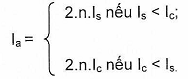 2.n.Is nếu Is < Ic;
Ia =
2.n.Ic nếu Ic < Is.